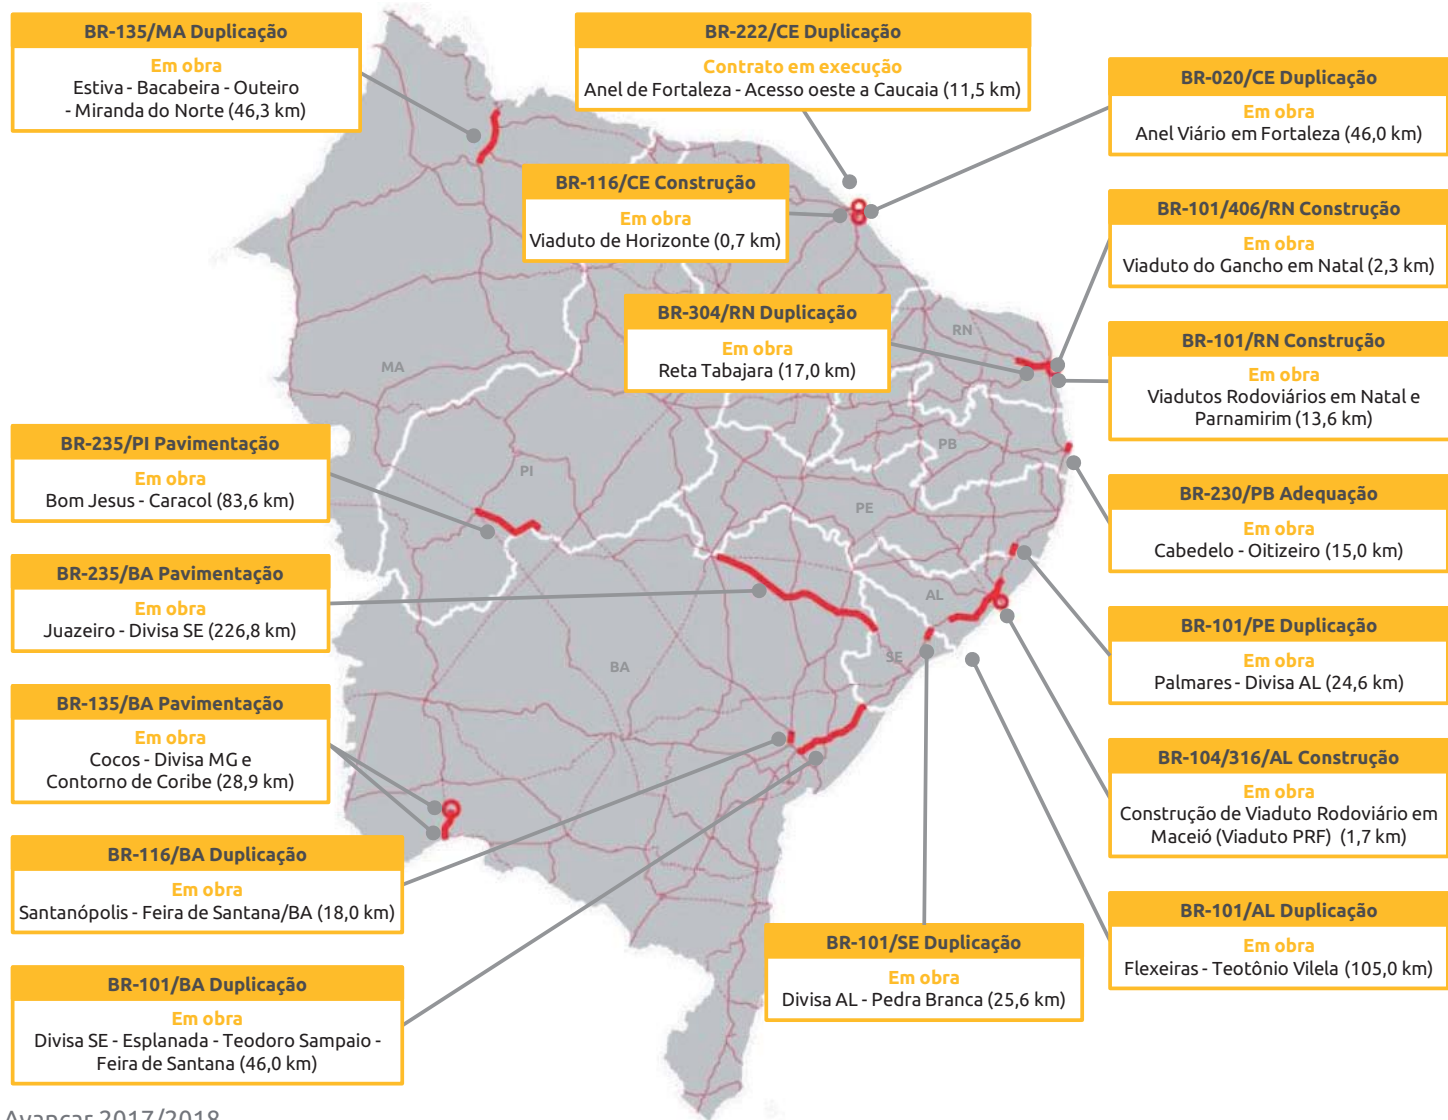 BR-135/MA Duplicação
Em obra
Estiva - Bacabeira - Outeiro
- Miranda do Norte (46,3 km)
BR-222/CE Duplicação
Contrato em execução
Anel de Fortaleza - Acesso oeste a Caucaia (11,5 km)
BR-020/CE Duplicação
Em obra
Anel Viário em Fortaleza (46,0 km)
BR-116/CE Construção
Em obra
Viaduto de Horizonte (0,7 km)
BR-101/406/RN Construção
Em obra
Viaduto do Gancho em Natal (2,3 km)
BR-304/RN Duplicação
Em obra
Reta Tabajara (17,0 km)
BR-101/RN Construção
Em obra
Viadutos Rodoviários em Natal e
Parnamirim (13,6 km)
RN
MA
PB
PI
PE
AL
SE
BA
BR-235/PI Pavimentação
Em obra
Bom Jesus - Caracol (83,6 km)
BR-230/PB Adequação
Em obra
Cabedelo - Oitizeiro (15,0 km)
BR-235/BA Pavimentação
Em obra
Juazeiro - Divisa SE (226,8 km)
BR-101/PE Duplicação
Em obra
Palmares - Divisa AL (24,6 km)
BR-135/BA Pavimentação
Em obra
Cocos - Divisa MG e
Contorno de Coribe (28,9 km)
BR-104/316/AL Construção
Em obra
Construção de Viaduto Rodoviário em
Maceió (Viaduto PRF) (1,7 km)
BR-116/BA Duplicação
Em obra
Santanópolis - Feira de Santana/BA (18,0 km)
BR-101/AL Duplicação
Em obra
Flexeiras - Teotônio Vilela (105,0 km)
BR-101/SE Duplicação
Em obra
Divisa AL - Pedra Branca (25,6 km)
BR-101/BA Duplicação
Em obra
Divisa SE - Esplanada - Teodoro Sampaio -
Feira de Santana (46,0 km)
Avançar 2017/2018